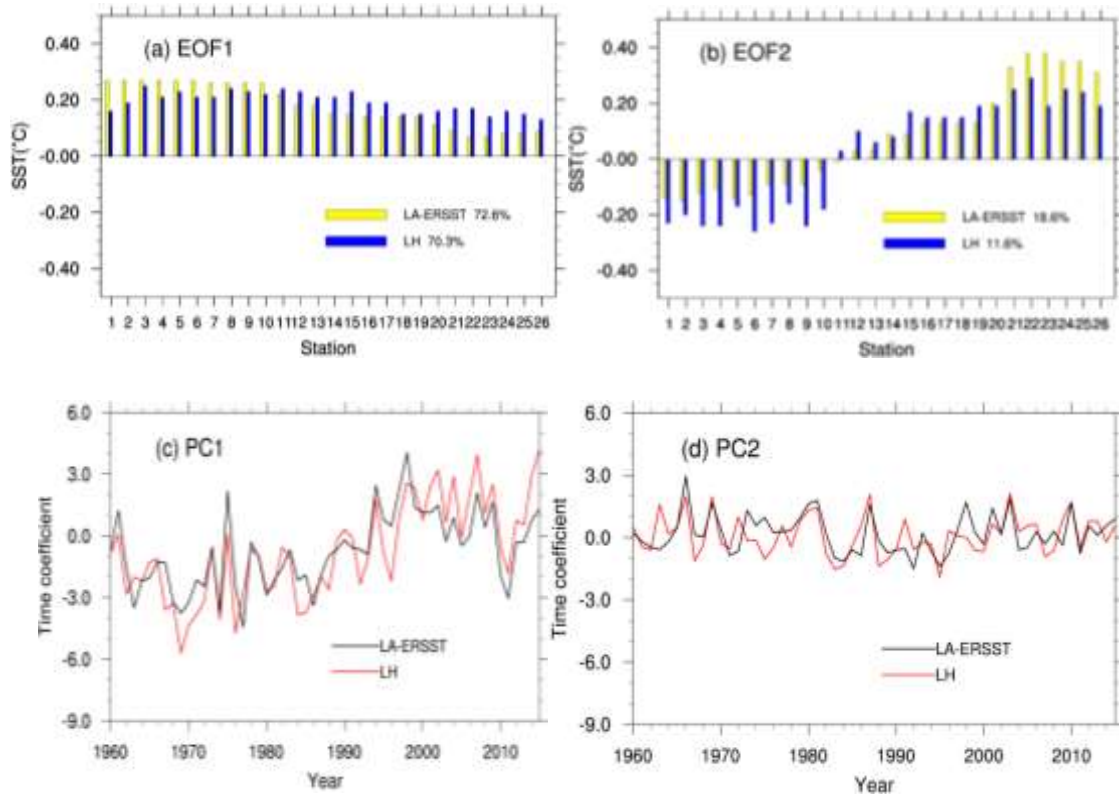 (a) EOF1
0.40
0.20
-0.00
-0.20
-0.40
SST(°C)
LA-ERSST 72.6%
LH 70.3%
1 2 3 4 5 6 7 8 9 10 11 12 13 14 15 16 17 18 19 20 21 22 23 24 25 26
Station
(b) EOF2
0.40
0.20
-0.00
-0.20
-0.40
SST(°C)
LA-ERSST 18.6%
LH 11.6%
1 2 3 4 5 6 7 8 9 10 11 12 13 14 15 16 17 18 19 20 21 22 23 24 25 26
Station
(c) PC1
6.0
3.0
0.0
-3.0
-6.0
-9.0
Time coefficient
LA-ERSST
LH
1960 1970 1980 1990 2000 2010
Year
(d) PC2
6.0
3.0
0.0
-3.0
-6.0
-9.0
Time coefficient
LA-ERSST
LH
1960 1970 1980 1990 2000 2010
Year